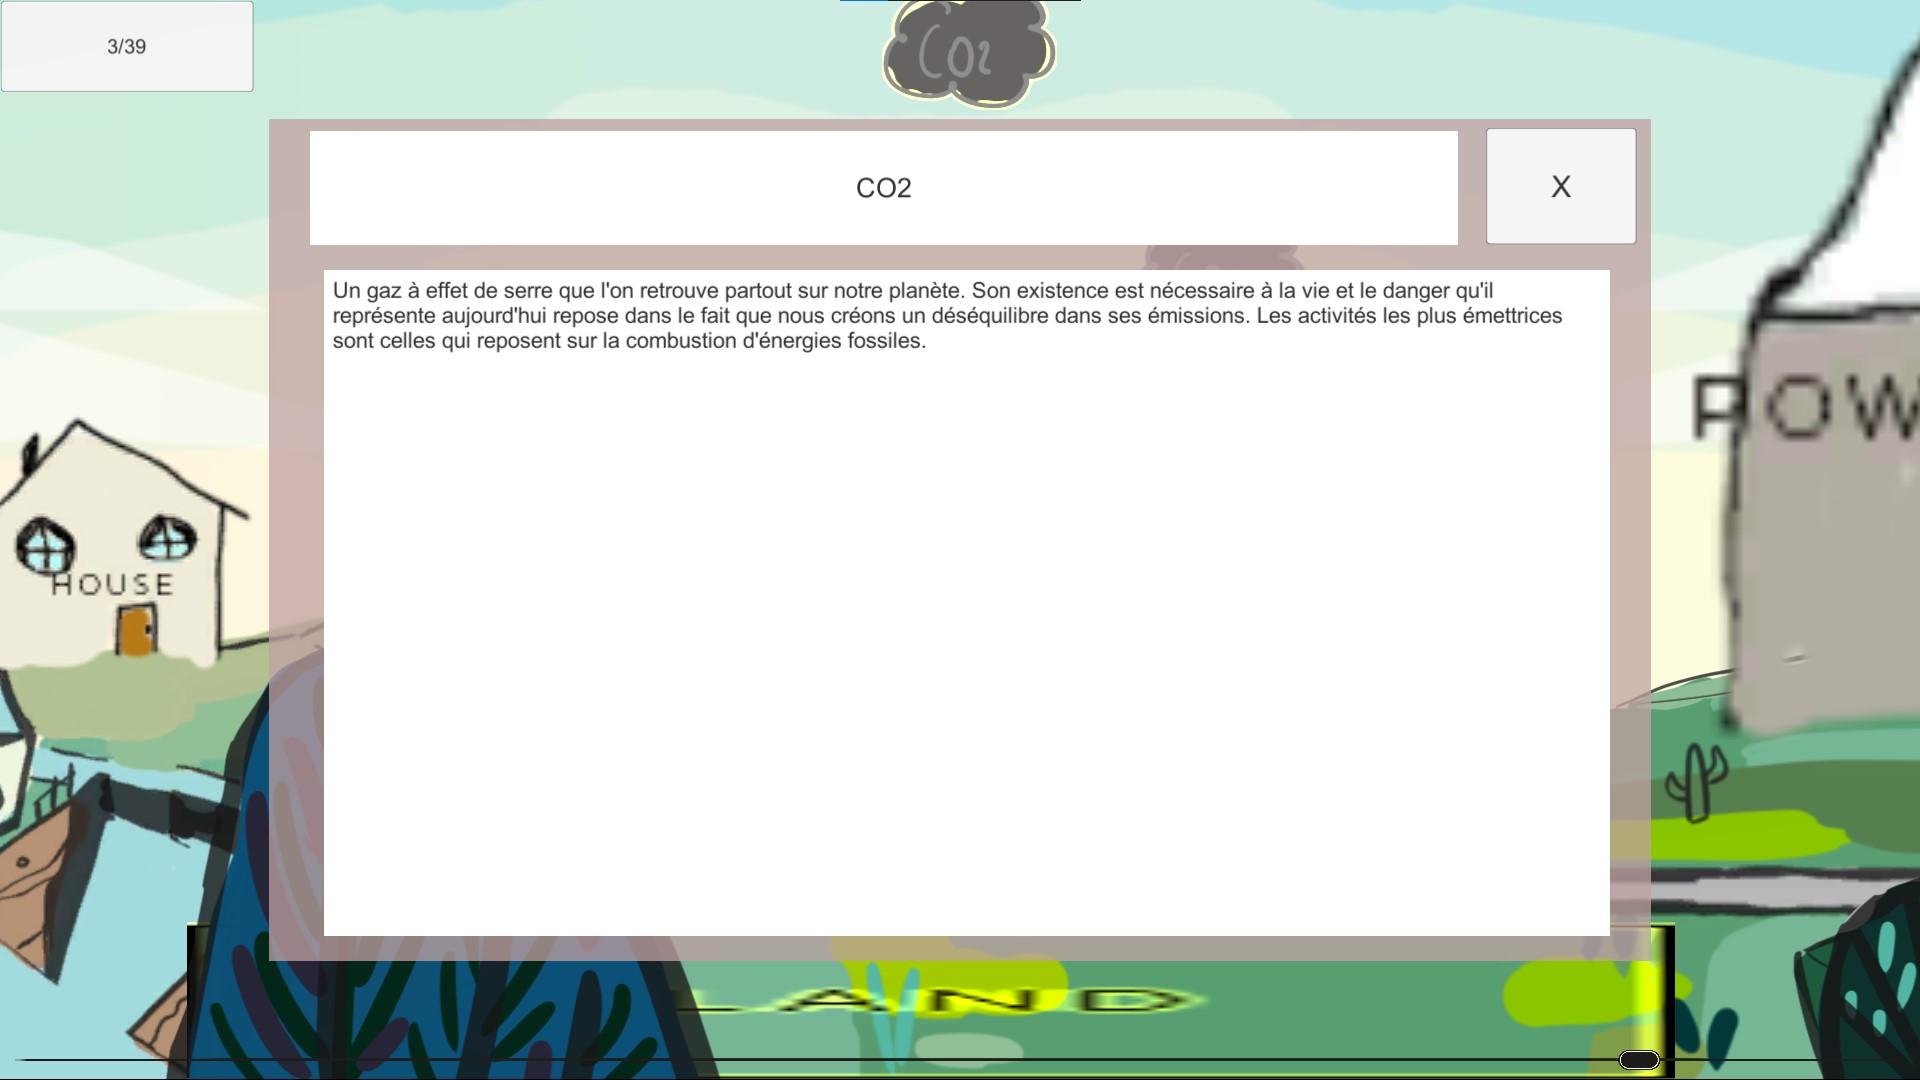 3/39
CO2
CO2
X
Un gaz à effet de serre que l'on retrouve partout sur notre planète. Son existence est nécessaire à la vie et le danger qu'il
représente aujourd'hui repose dans le fait que nous créons un déséquilibre dans ses émissions. Les activités les plus émettrices
sont celles qui reposent sur la combustion d'énergies fossiles.
POW
HOUSE
LAND